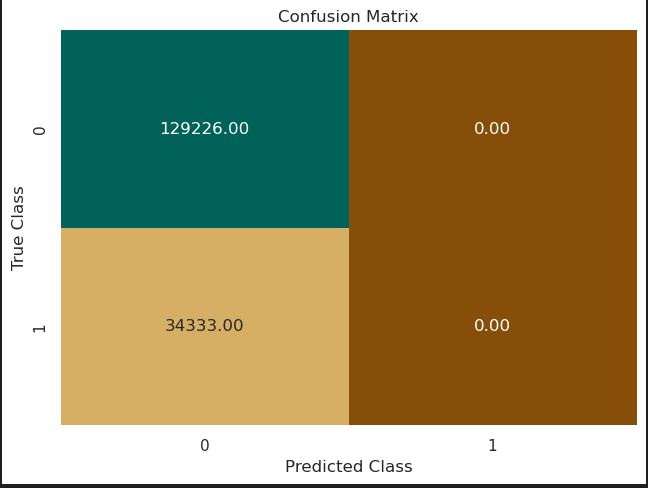 Confusion Matrix
True Class
0
129226.00
0.00
1
34333.00
0.00
0
1
Predicted Class